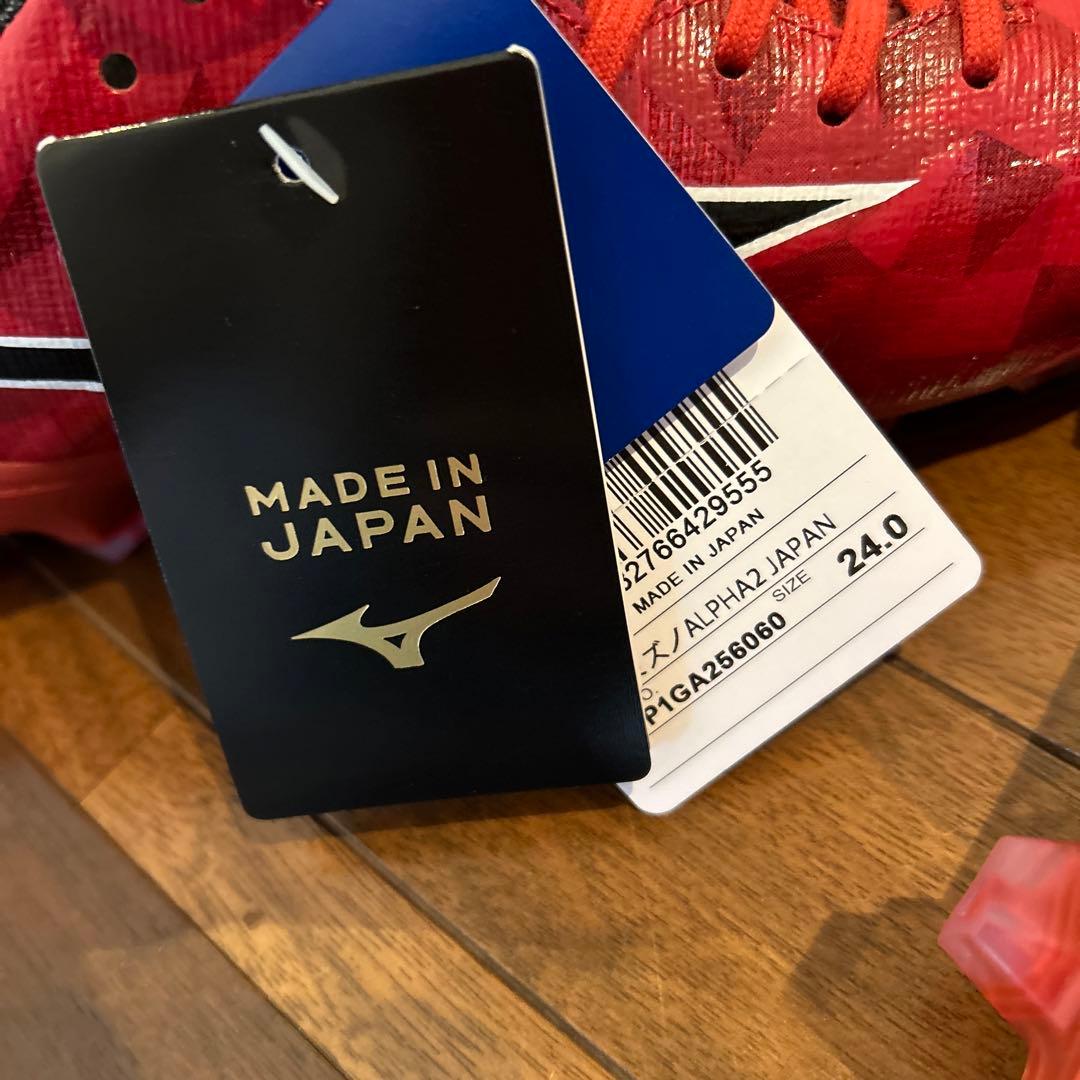 MADE IN
JAPAN
2766429555
MADE IN JAPAN
ズノALPHA2 JAPAN
SIZE 24.0
P1GA256060